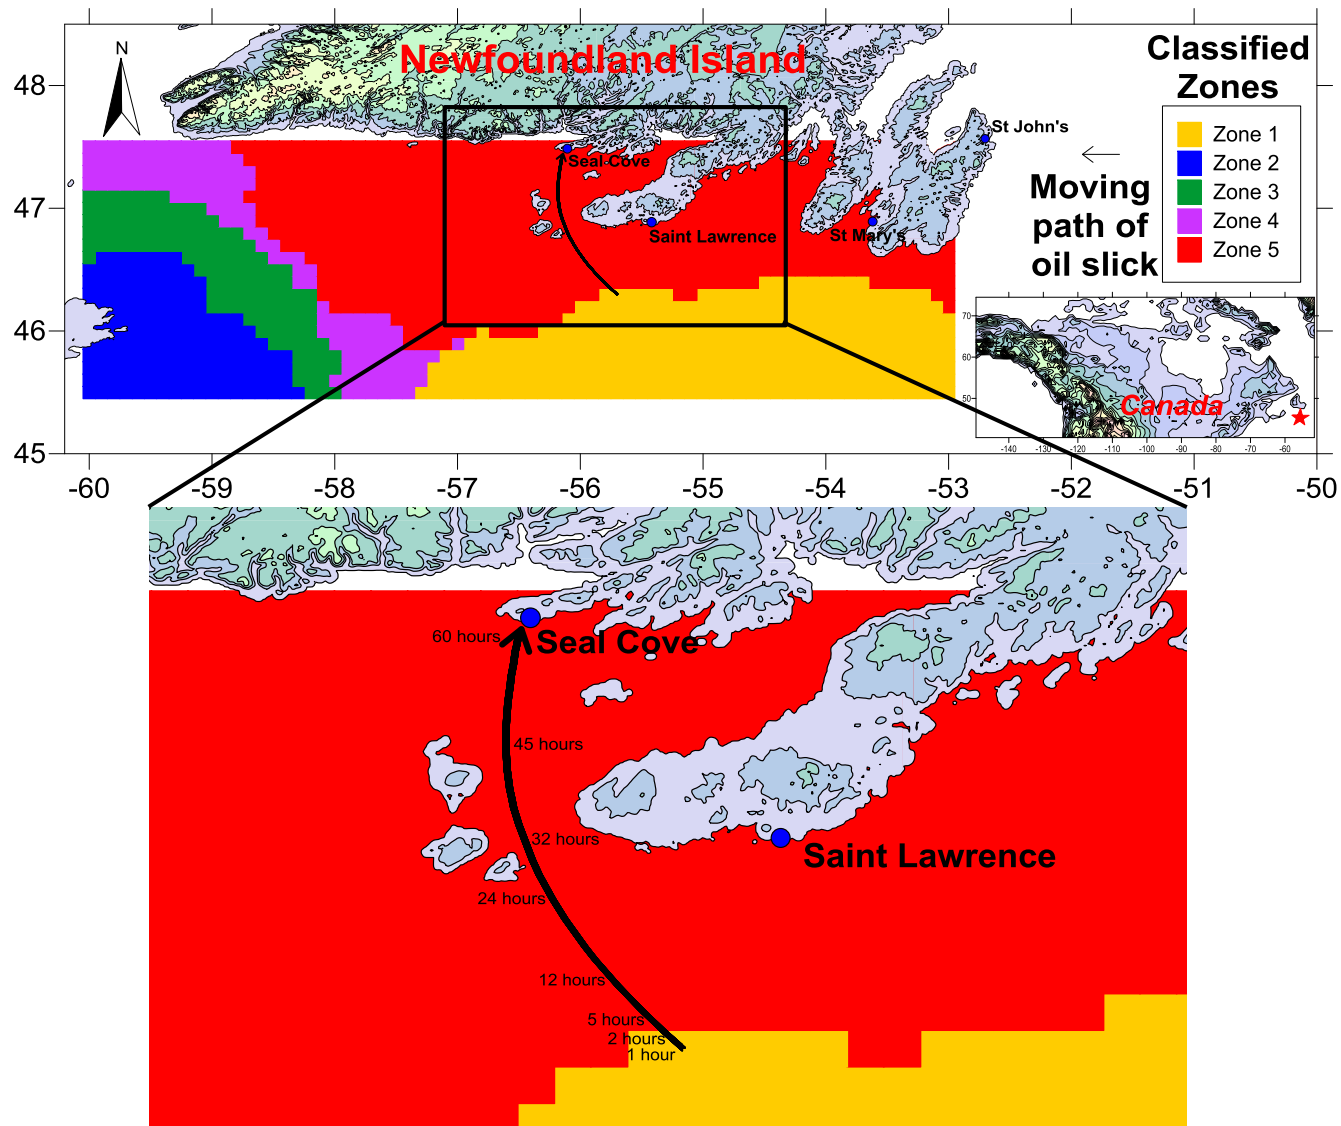 N
Newfoundland Island
Classified
Zones
Zone 1
Zone 2
Zone 3
Zone 4
Zone 5
48
47
46
45
St John's
Seal Cove
Saint Lawrence
St Mary's
Moving
path of
oil slick
70
60
50
Canada
-140 -130 -120 -110 -100 -90 -80 -70 -60
-60 -59 -58 -57 -56 -55 -54 -53 -52 -51 -50
60 hours
Seal Cove
45 hours
32 hours
Saint Lawrence
24 hours
12 hours
5 hours
2 hours
1 hour